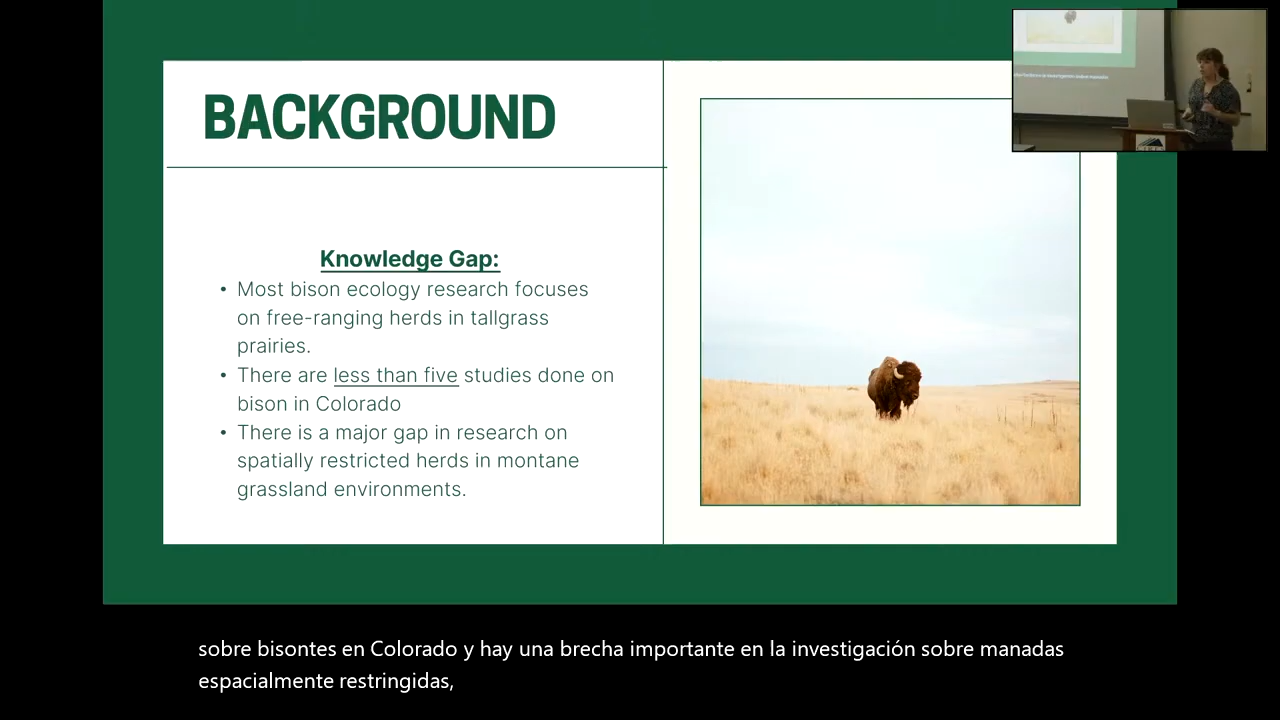 BACKGROUND
Knowledge Gap:
• Most bison ecology research focuses
on free-ranging herds in tallgrass
prairies.
• There are less than five studies done on
bison in Colorado
• There is a major gap in research on
spatially restricted herds in montane
grassland environments.
sobre bisontes en Colorado y hay una brecha importante en la investigación sobre manadas
espacialmente restringidas,